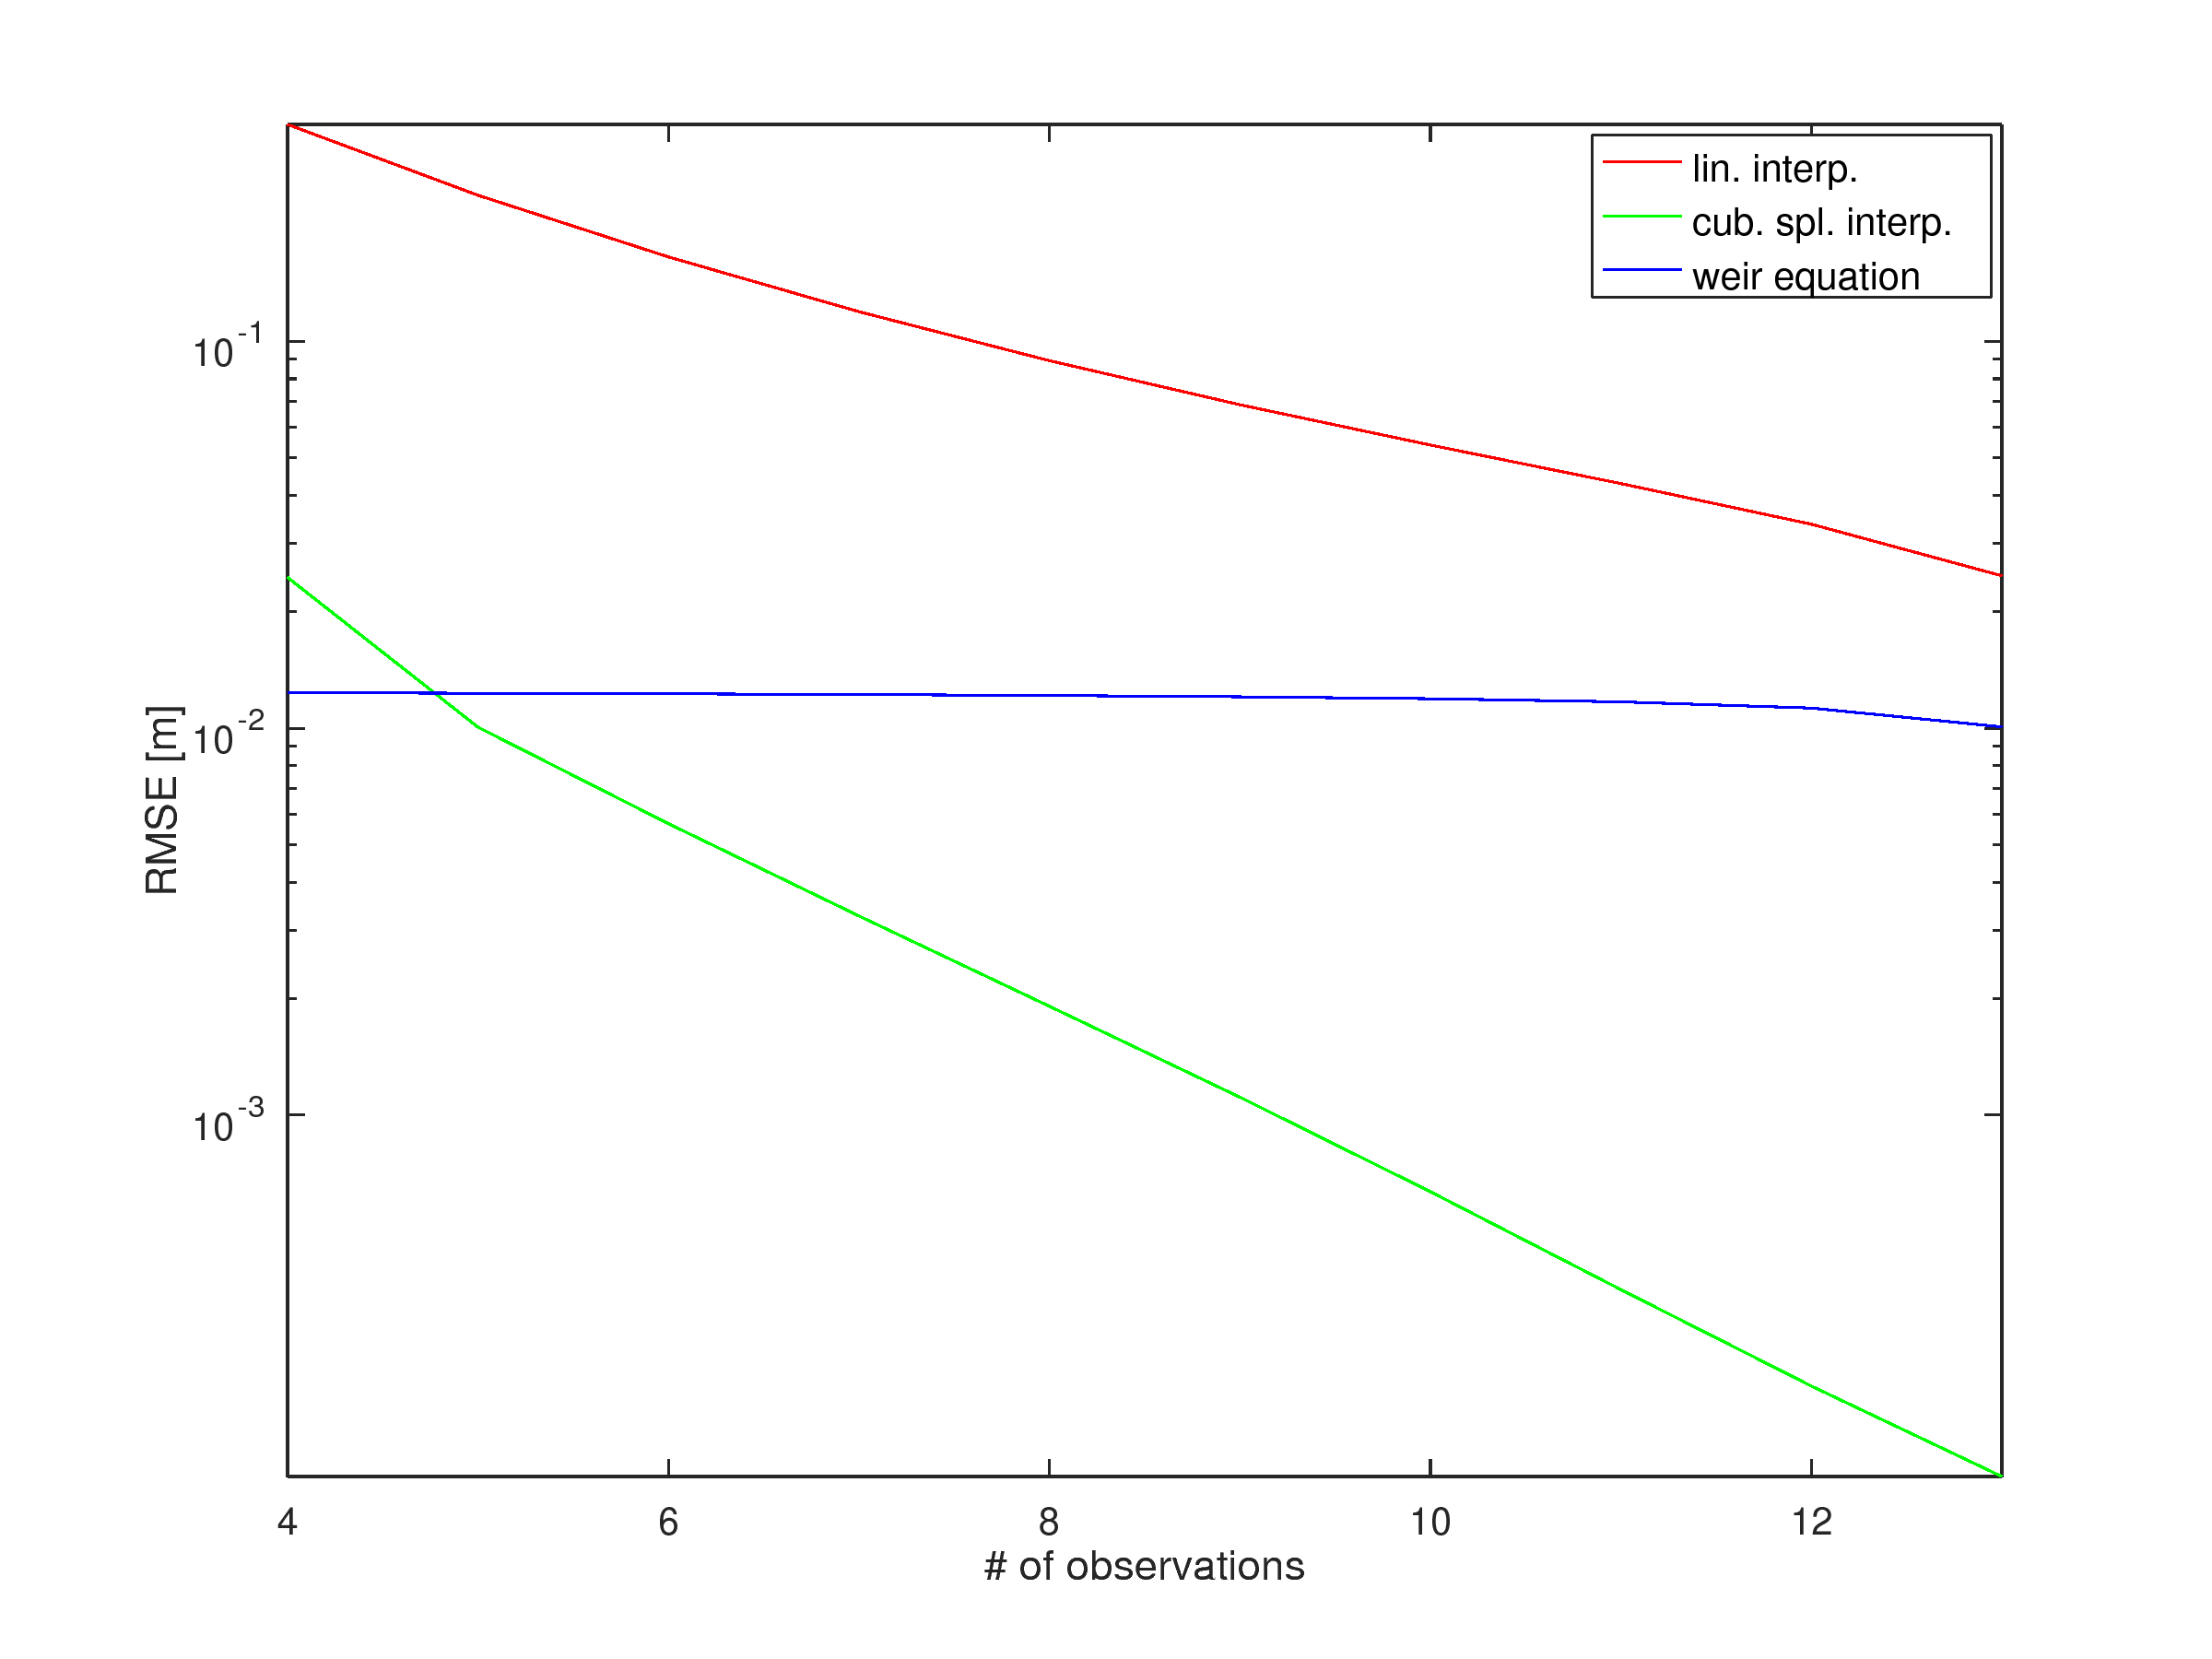 lin. interp.
cub. spl. interp.
weir equation
10^-1
10^-2
10^-3
RMSE [m]
4 6 8 10 12
# of observations